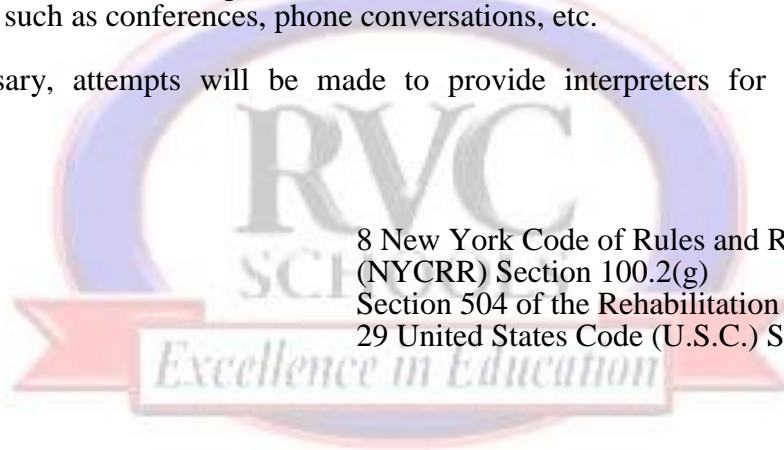 such as conferences, phone conversations, etc.
sary, attempts will be made to provide interpreters for
RVC
SCHOOLS
8 New York Code of Rules and R
(NYCRR) Section 100.2(g)
Section 504 of the Rehabilitation
29 United States Code (U.S.C.) S
Excellence in Education